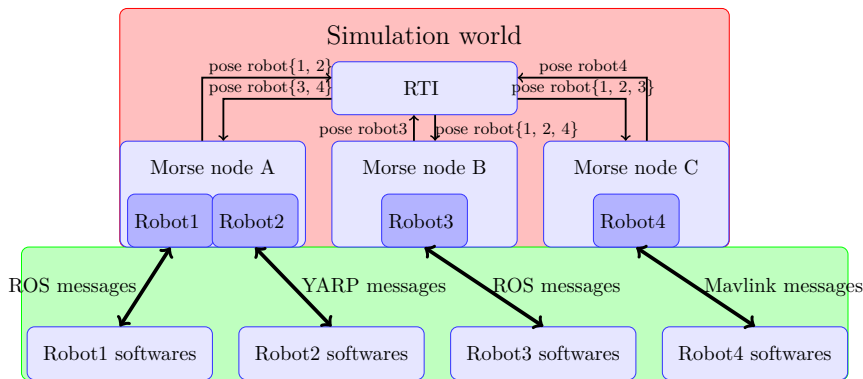 Simulation world
pose robot{1, 2}
pose robot4
pose robot{3, 4}
RTI
pose robot{1, 2, 3}
pose robot3
pose robot{1, 2, 4}
Morse node A
Morse node B
Morse node C
Robot1
Robot2
Robot3
Robot4
ROS messages
YARP messages
ROS messages
Mavlink messages
Robot1 softwares
Robot2 softwares
Robot3 softwares
Robot4 softwares